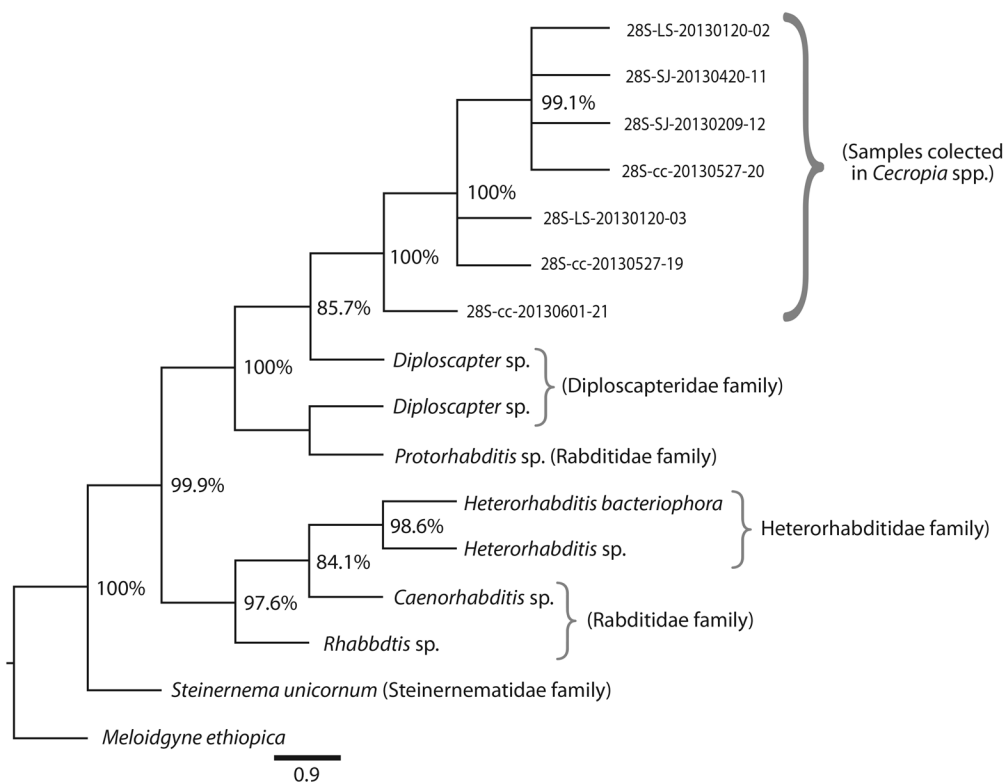 28S-LS-20130120-02
28S-SJ-20130420-11
99.1%
28S-SJ-20130209-12
(Samples colected
in Cecropia spp.)
28S-cc-20130527-20
100%
28S-LS-20130120-03
100%
28S-cc-20130527-19
85.7%
28S-cc-20130601-21
100%
Diploscapter sp.
(Diploscapteridae family)
Diploscapter sp.
Protorhabditis sp. (Rabditidae family)
99.9%
Heterorhabditis bacteriophora
98.6%
Heterorhabditidae family)
Heterorhabditis sp.
84.1%
100%
97.6%
Caenorhabditis sp.
(Rabditidae family)
Rhabbdtis sp.
Steinernema unicornum (Steinernematidae family)
Meloidgyne ethiopica
0.9